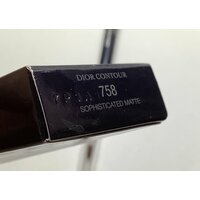 DIOR CONTOUR
758
SOPHISTICATED MATTE